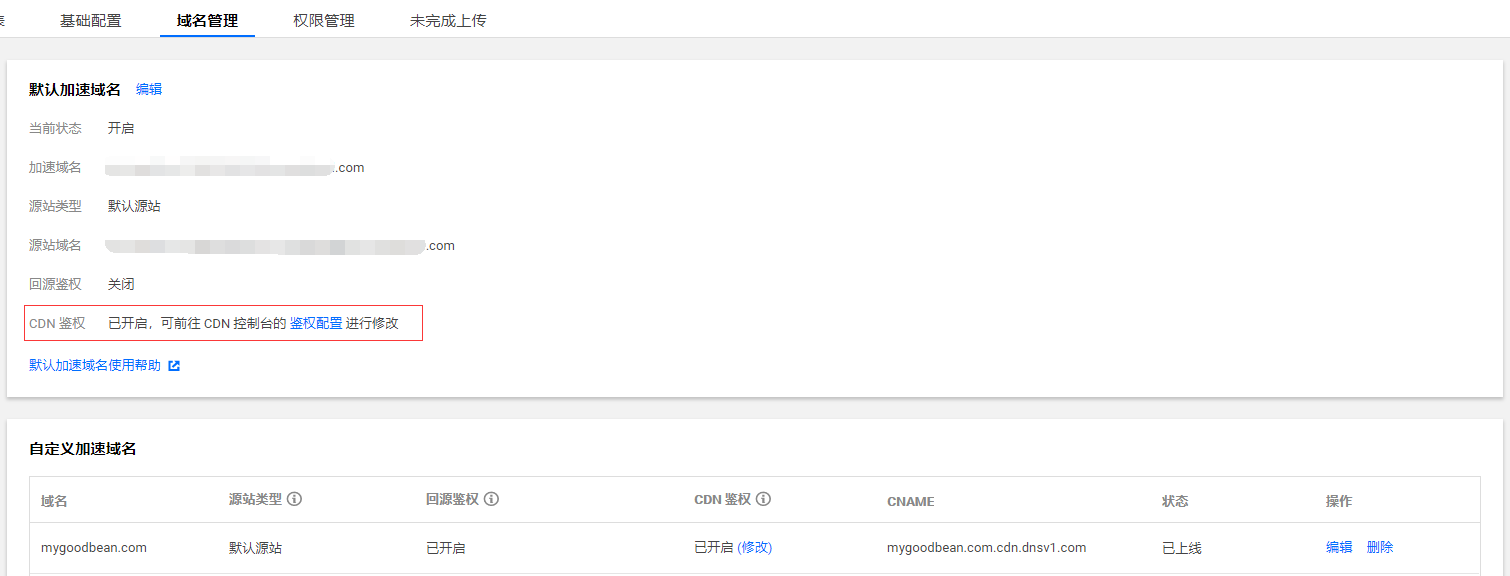 基础配置 域名管理 权限管理 未完成上传
默认加速域名 编辑
当前状态 开启
加速域名 .com
源站类型 默认源站
源站域名 .com
回源鉴权 关闭
CDN 鉴权 已开启，可前往 CDN 控制台的 鉴权配置 进行修改
默认加速域名使用帮助
自定义加速域名
域名 源站类型 回源鉴权 CDN 鉴权 CNAME 状态 操作
mygoodbean.com 默认源站 已开启 已开启 (修改) mygoodbean.com.cdn.dnsv1.com 已上线 编辑 删除